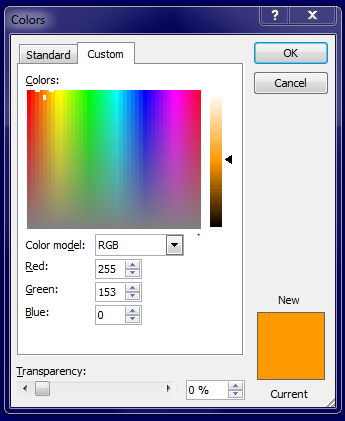 Colors
Standard
Custom
OK
Cancel
Colors:
Color model: RGB
Red: 255
Green: 153
Blue: 0
New
Current
Transparency:
0 %